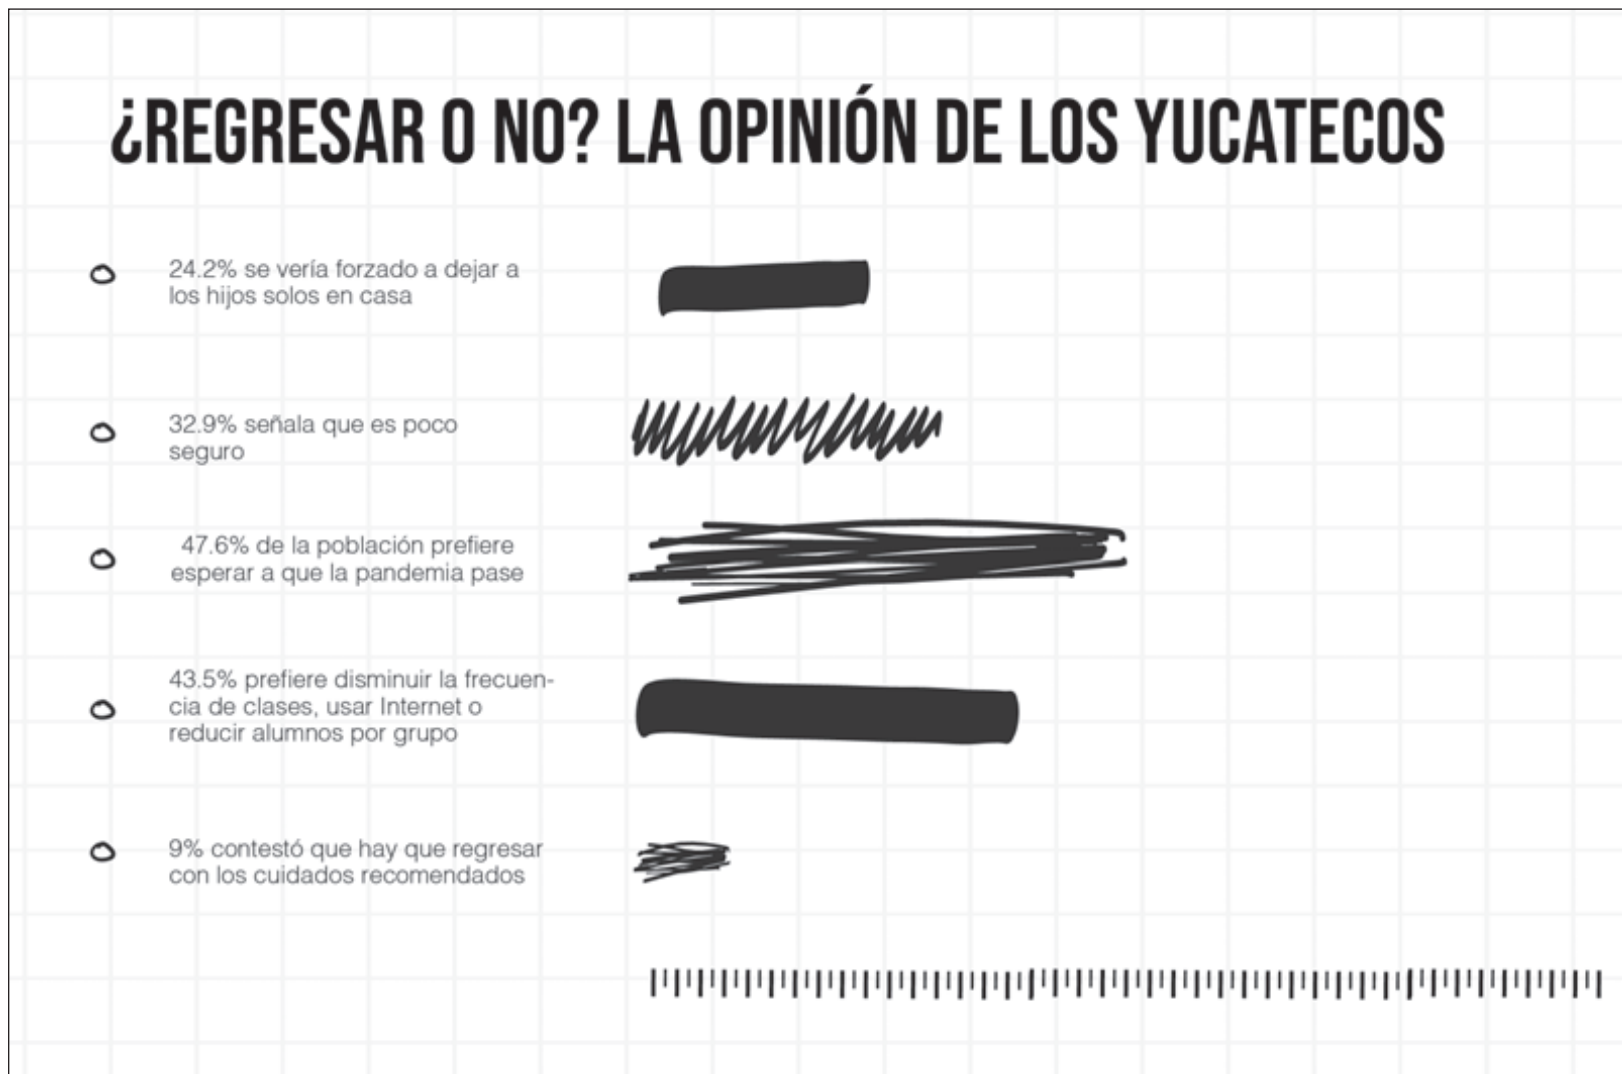 ¿REGRESAR O NO? LA OPINIÓN DE LOS YUCATECOS
24.2% se vería forzado a dejar a
los hijos solos en casa
32.9% señala que es poco
seguro
47.6% de la población prefiere
esperar a que la pandemia pase
43.5% prefiere disminuir la frecuen-
cia de clases, usar Internet o
reducir alumnos por grupo
9% contestó que hay que regresar
con los cuidados recomendados